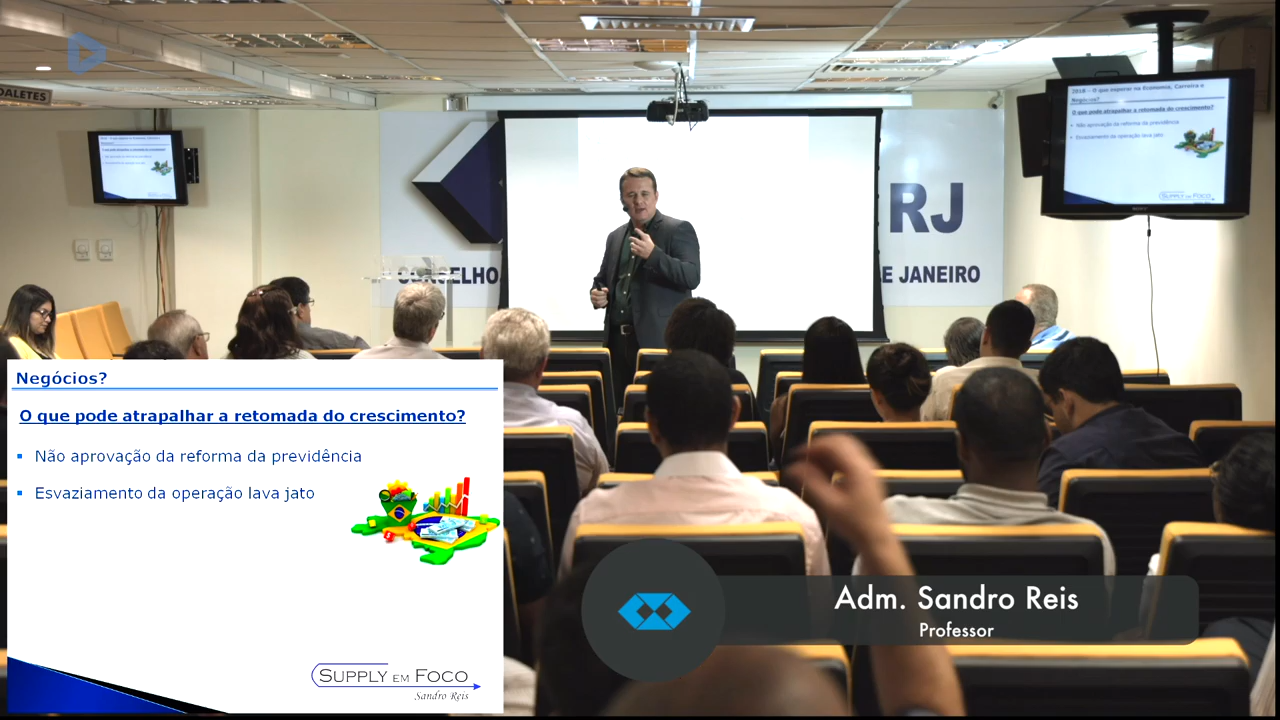 OALETES
2018 – O que esperar na Economia, Carreira e
Negócios?
O que pode atrapalhar a retomada do crescimento?
Não aprovação da reforma da previdência
Esvaziamento da operação lava jato
SUPPLY EM FOCO
SONY
RJ
CONSELHO
E JANEIRO
Negócios?
O que pode atrapalhar a retomada do crescimento?
Não aprovação da reforma da previdência
Esvaziamento da operação lava jato
SUPPLY EM FOCO
Sandro Reis
Adm. Sandro Reis
Professor